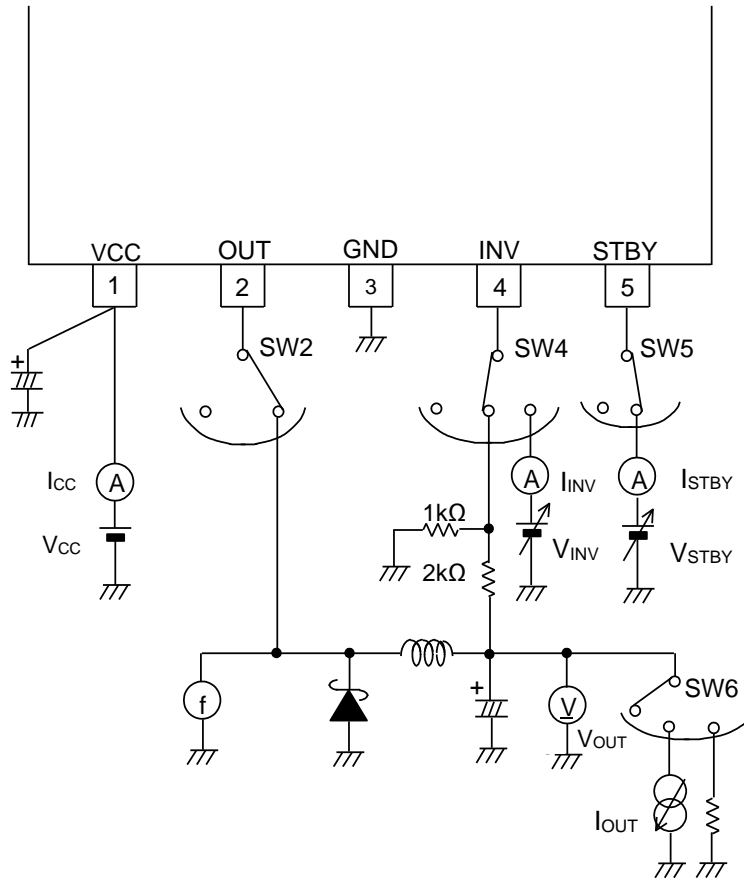 VCC OUT GND INV STBY
1 2 3 4 5
SW2 SW4 SW5
+
ICC A
A IINV A ISTBY
VCC
1kΩ
VINV VSTBY
2kΩ
SW6
+
f
V
VOUT
IOUT